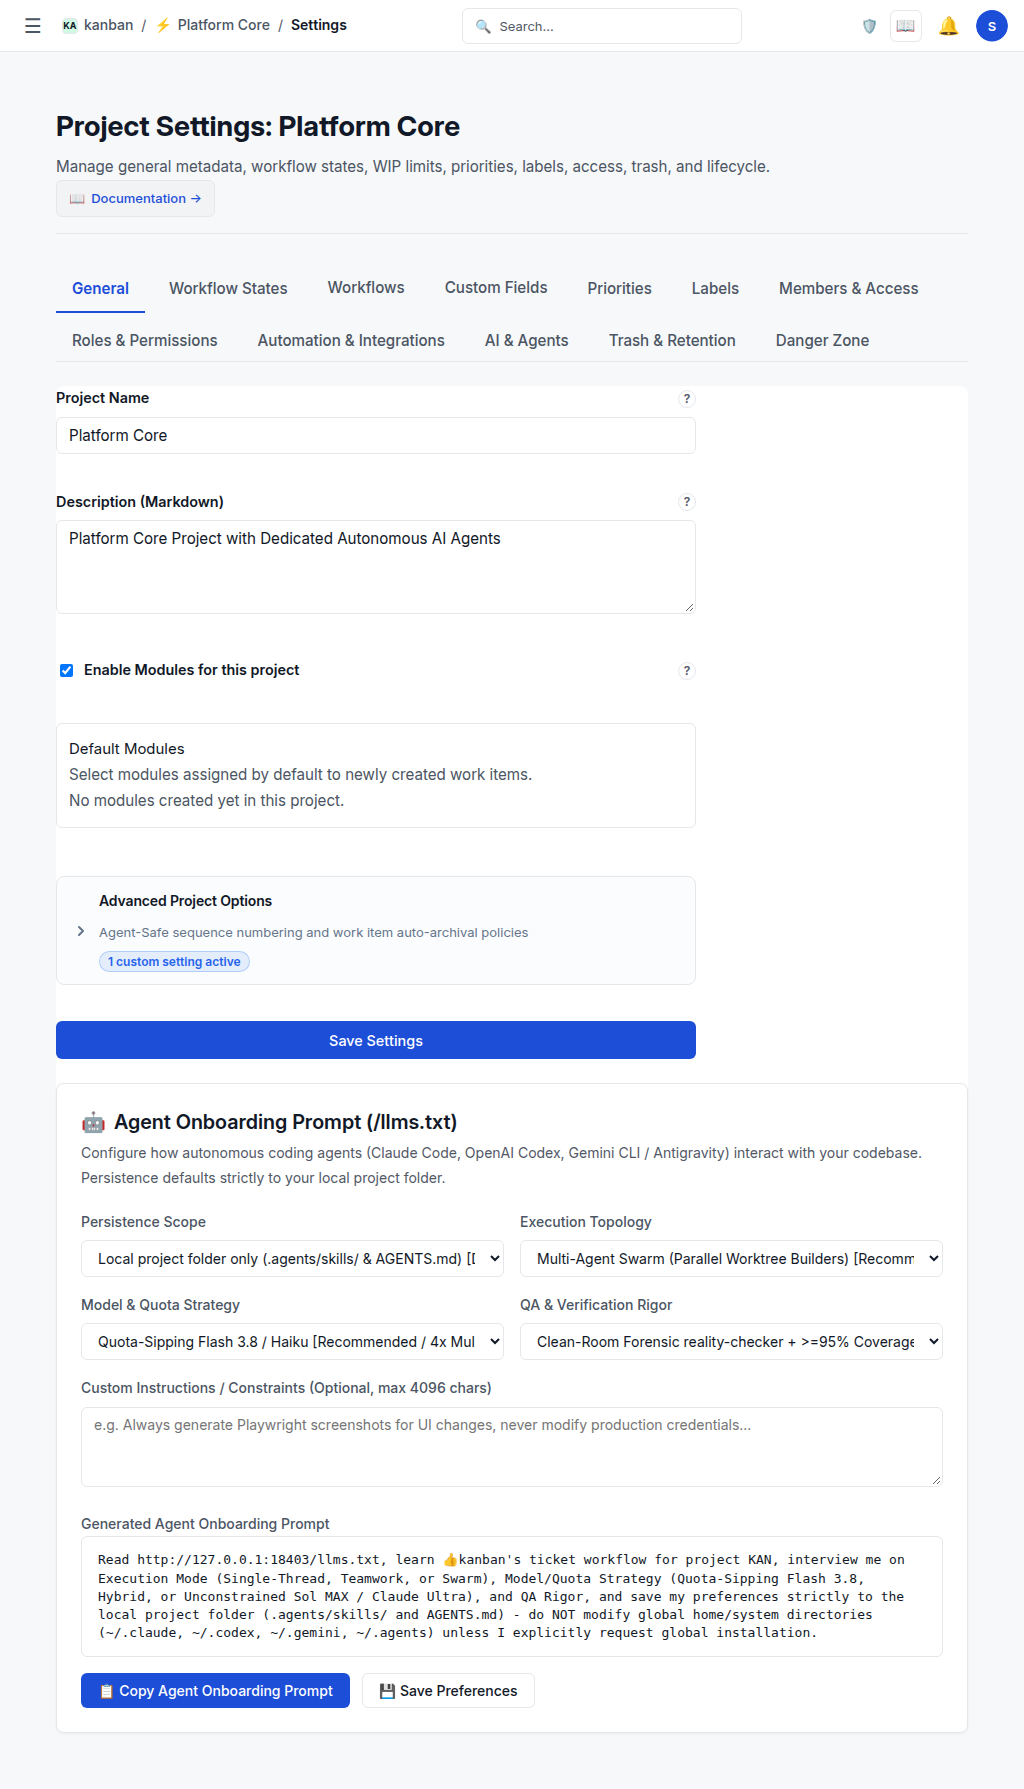 ☰ KA kanban / ⚡ Platform Core / Settings 🔍 Search... 🛡️ 📖 🔔 S
Project Settings: Platform Core
Manage general metadata, workflow states, WIP limits, priorities, labels, access, trash, and lifecycle.
📖 Documentation →
General Workflow States Workflows Custom Fields Priorities Labels Members & Access
Roles & Permissions Automation & Integrations AI & Agents Trash & Retention Danger Zone
Project Name ?
Platform Core
Description (Markdown) ?
Platform Core Project with Dedicated Autonomous AI Agents
Enable Modules for this project ?
Default Modules
Select modules assigned by default to newly created work items.
No modules created yet in this project.
Advanced Project Options
Agent-Safe sequence numbering and work item auto-archival policies
1 custom setting active
Save Settings
🤖 Agent Onboarding Prompt (/llms.txt)
Configure how autonomous coding agents (Claude Code, OpenAI Codex, Gemini CLI / Antigravity) interact with your codebase.
Persistence defaults strictly to your local project folder.
Persistence Scope Execution Topology
Local project folder only (.agents/skills/ & AGENTS.md) [D Multi-Agent Swarm (Parallel Worktree Builders) [Recomm
Model & Quota Strategy QA & Verification Rigor
Quota-Sipping Flash 3.8 / Haiku [Recommended / 4x Mul Clean-Room Forensic reality-checker + >=95% Coverage
Custom Instructions / Constraints (Optional, max 4096 chars)
e.g. Always generate Playwright screenshots for UI changes, never modify production credentials...
Generated Agent Onboarding Prompt
Read http://127.0.0.1:18403/llms.txt, learn 👍kanban's ticket workflow for project KAN, interview me on
Execution Mode (Single-Thread, Teamwork, or Swarm), Model/Quota Strategy (Quota-Sipping Flash 3.8,
Hybrid, or Unconstrained Sol MAX / Claude Ultra), and QA Rigor, and save my preferences strictly to the
local project folder (.agents/skills/ and AGENTS.md) - do NOT modify global home/system directories
(~/.claude, ~/.codex, ~/.gemini, ~/.agents) unless I explicitly request global installation.
📋 Copy Agent Onboarding Prompt 💾 Save Preferences